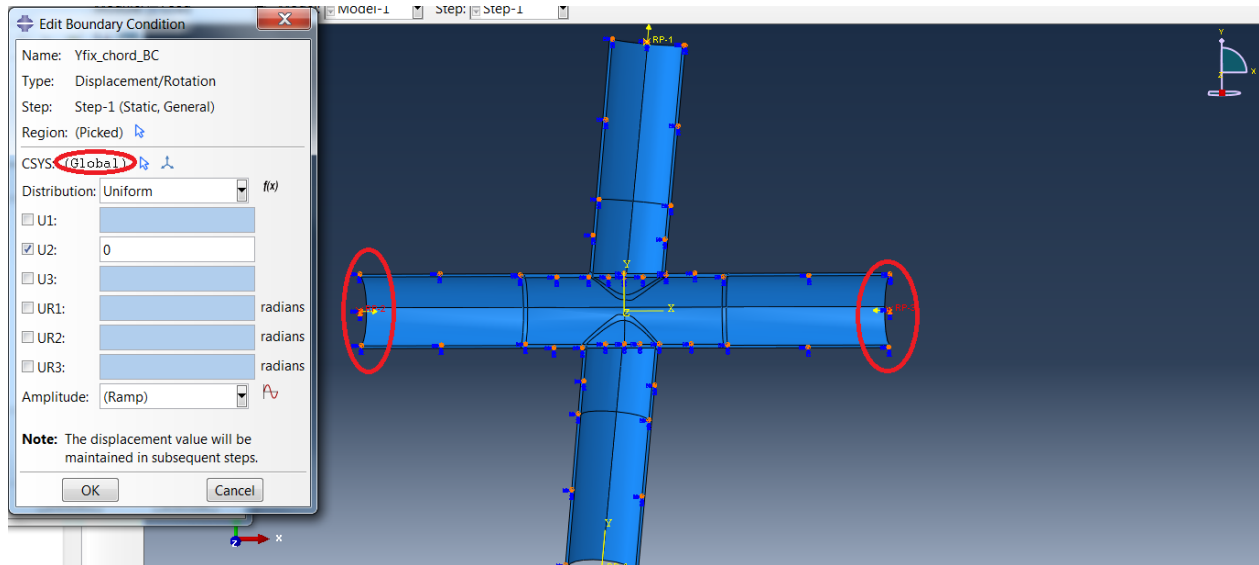 Model-1 Step: Step-1
Edit Boundary Condition
Name: Yfix_chord_BC
Type: Displacement/Rotation
Step: Step-1 (Static, General)
Region: (Picked)
CSYS: (Global)
Distribution: Uniform f(x)
U1:
U2: 0
U3:
UR1: radians
UR2: radians
UR3: radians
Amplitude: (Ramp)
Note: The displacement value will be
maintained in subsequent steps.
OK Cancel
RP-1
Y
X
Y
X
Z
Y
Z X